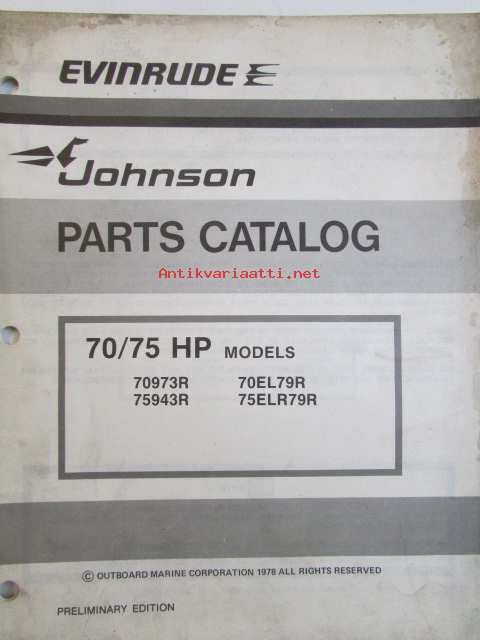 EVINRUDE
Johnson
PARTS CATALOG
Antikvariaatti.net
70/75 HP MODELS
70973R 70EL79R
75943R 75ELR79R
© OUTBOARD MARINE CORPORATION 1978 ALL RIGHTS RESERVED
PRELIMINARY EDITION